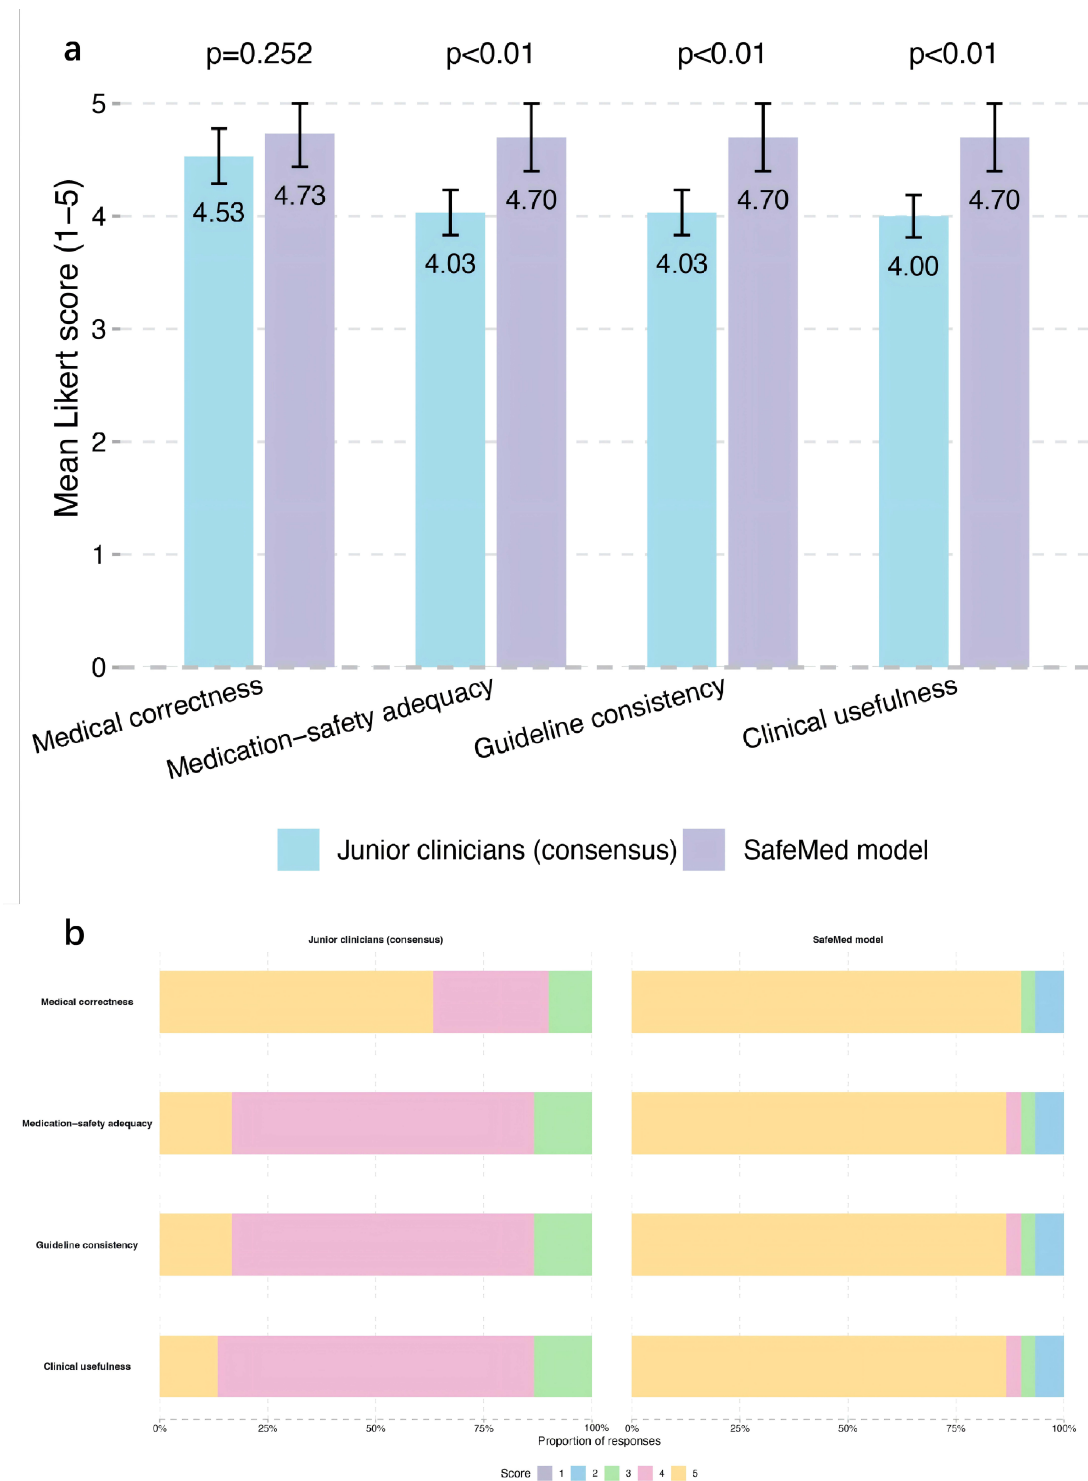 a
p=0.252 p<0.01 p<0.01 p<0.01
Mean Likert score (1−5)
5
4
3
2
1
0
4.53 4.73 4.03 4.70 4.03 4.70 4.00 4.70
Medical correctness
Medication−safety adequacy
Guideline consistency
Clinical usefulness
Junior clinicians (consensus) SafeMed model
b
Junior clinicians (consensus) SafeMed model
Medical correctness
Medication−safety adequacy
Guideline consistency
Clinical usefulness
0% 25% 50% 75% 100% 0% 25% 50% 75% 100%
Proportion of responses
Score 1 2 3 4 5